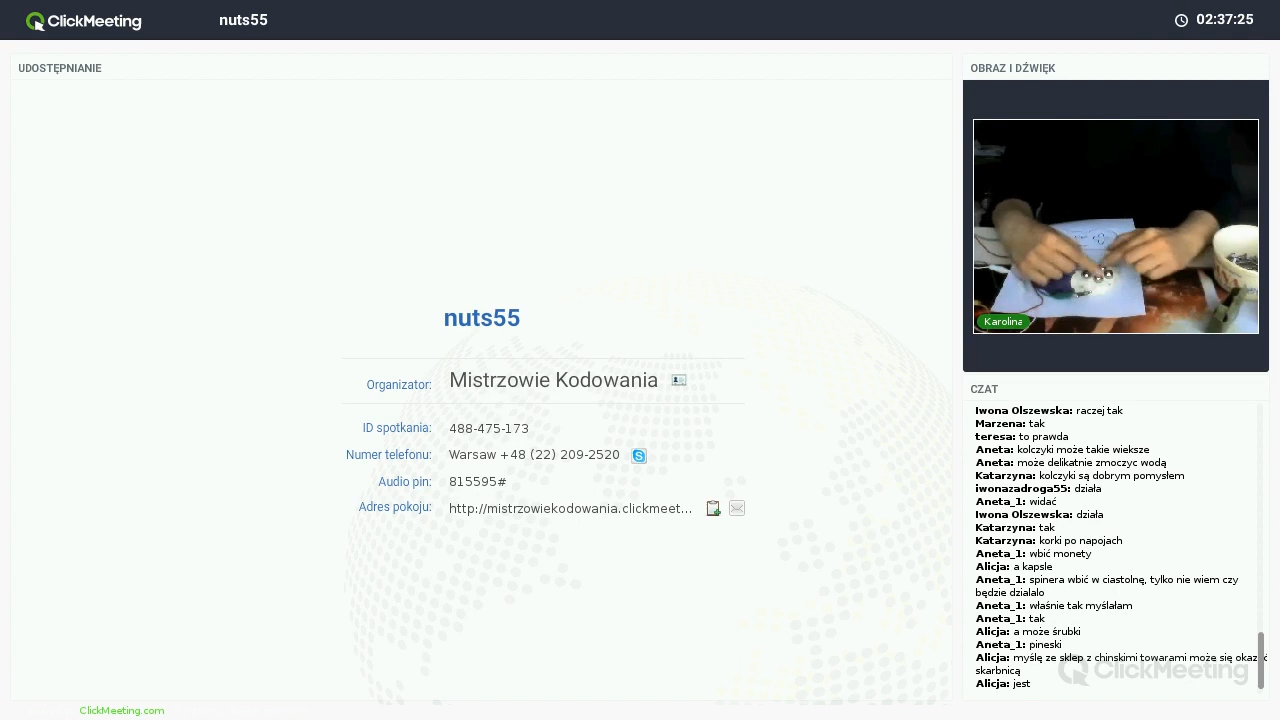 ClickMeeting
nuts55
02:37:25
UDOSTĘPNIANIE
nuts55
Organizator: Mistrzowie Kodowania
ID spotkania: 488-475-173
Numer telefonu: Warsaw +48 (22) 209-2520
Audio pin: 815595#
Adres pokoju: http://mistrzowiekodowania.clickmeet...
OBRAZ I DŹWIĘK
Karolina
CZAT
Iwona Olszewska: raczej tak
Marzena: tak
teresa: to prawda
Aneta: kolczyki może takie wieksze
Aneta: może delikatnie zmoczyc wodą
Katarzyna: kolczyki są dobrym pomysłem
iwonazadroga55: działa
Aneta_1: widać
Iwona Olszewska: działa
Katarzyna: tak
Katarzyna: korki po napojach
Aneta_1: wbić monety
Alicja: a kapsle
Aneta_1: spinera wbić w ciastolnę, tylko nie wiem czy
będzie dzialalo
Aneta_1: właśnie tak myślałam
Aneta_1: tak
Alicja: a może śrubki
Aneta_1: pineski
Alicja: myślę ze sklep z chinskimi towarami może się okazać
skarbnicą
Alicja: jest
ClickMeeting
ClickMeeting.com